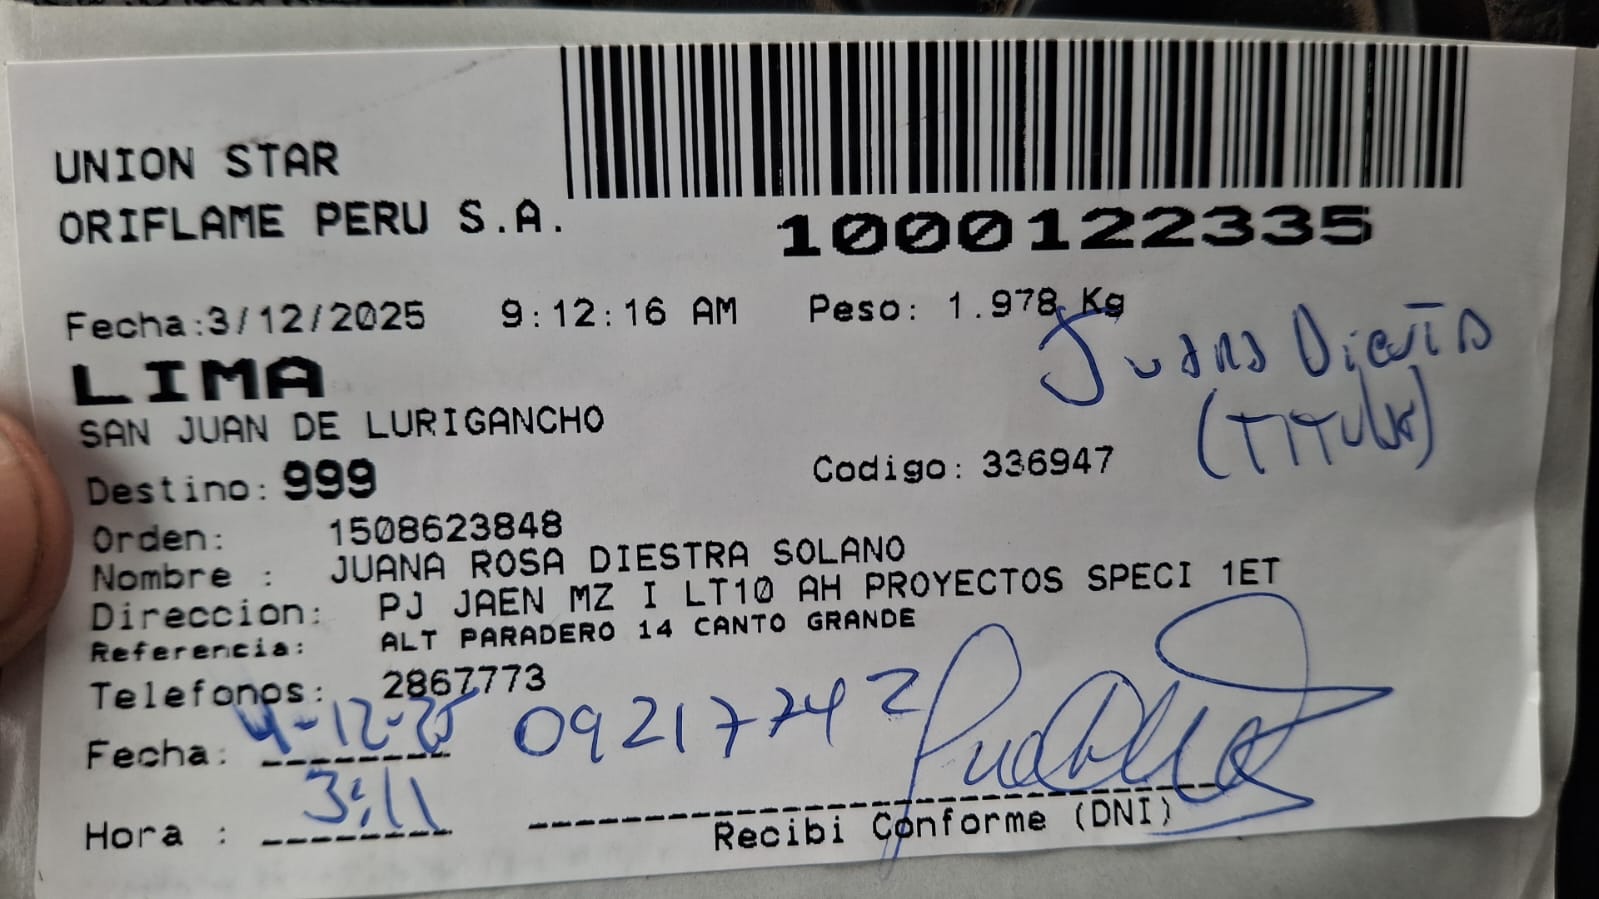 UNION STAR
ORIFLAME PERU S.A.
1000122335
Fecha:3/12/2025 9:12:16 AM Peso: 1.978 Kg
Juana Diestra
(TITULAR)
LIMA
SAN JUAN DE LURIGANCHO
Destino: 999 Codigo: 336947
Orden: 1508623848
Nombre : JUANA ROSA DIESTRA SOLANO
Direccion: PJ JAEN MZ I LT10 AH PROYECTOS SPECI 1ET
Referencia: ALT PARADERO 14 CANTO GRANDE
Telefonos: 2867773
Fecha: 4-12-25 09217742
Hora : 3:11
Recibi Conforme (DNI)